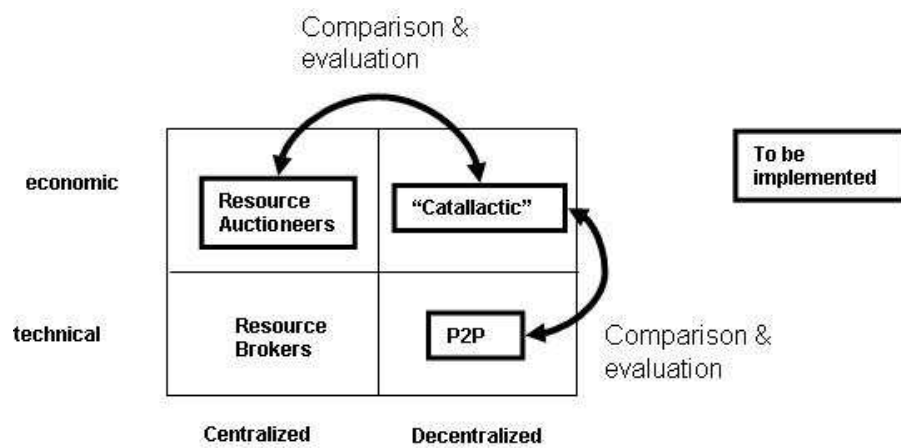 Comparison &
evaluation
economic
Resource
Auctioneers
“Catallactic”
To be
implemented
technical
Resource
Brokers
P2P
Comparison &
evaluation
Centralized
Decentralized